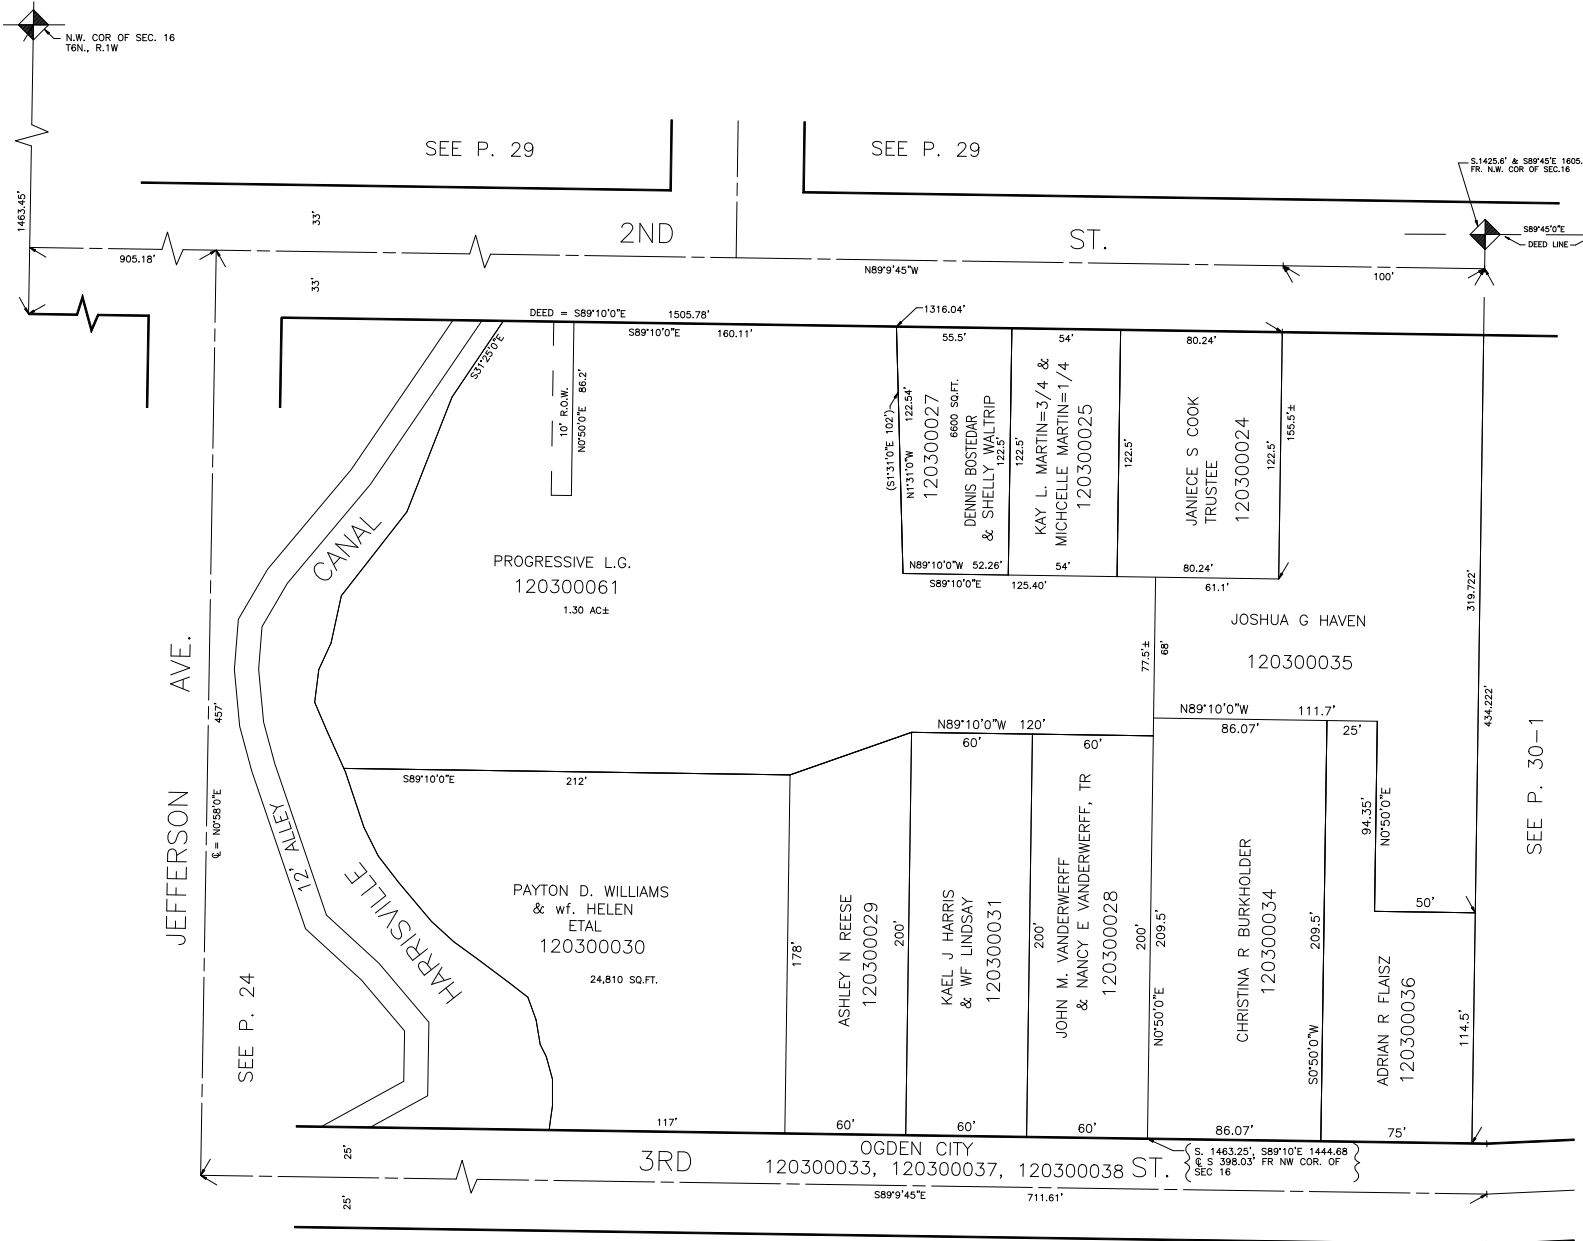 N.W. COR OF SEC. 16
T6N., R.1W
1463.45'
SEE P. 29
SEE P. 29
S.1425.6' & S89°45'E 1605.
FR. N.W. COR OF SEC.16
33'
2ND ST.
S89°45'0"E
DEED LINE
905.18'
N89°9'45"W
100'
33'
DEED = S89°10'0"E 1505.78'
1316.04'
S89°10'0"E 160.11'
55.5'
54'
80.24'
S31°25'0"E
10' R.O.W.
N0°50'0"E 86.2'
(S1°31'0"E 102')
N1°31'0"W 122.54'
120300027
6600 SQ.FT.
DENNIS BOSTEDAR
& SHELLY WALTRIP
122.5'
122.5'
KAY L. MARTIN=3/4 &
MICHCELLE MARTIN=1/4
120300025
122.5'
JANIECE S COOK
TRUSTEE
120300024
122.5'
155.5'±
CANAL
PROGRESSIVE L.G.
120300061
1.30 AC±
N89°10'0"W 52.26'
54'
80.24'
S89°10'0"E 125.40'
61.1'
319.722'
JOSHUA G HAVEN
120300035
77.5'±
68'
JEFFERSON AVE.
457'
℄ = N0°58'0"E
434.222'
N89°10'0"W 111.7'
86.07'
25'
N89°10'0"W 120'
60'
60'
SEE P. 30-1
S89°10'0"E
212'
12' ALLEY
94.35'
N0°50'0"E
HARRISVILLE
PAYTON D. WILLIAMS
& wf. HELEN
ETAL
120300030
24,810 SQ.FT.
178'
ASHLEY N REESE
120300029
200'
KAEL J HARRIS
& WF LINDSAY
120300031
200'
JOHN M. VANDERWERFF
& NANCY E VANDERWERFF, TR
120300028
200'
209.5'
N0°50'0"E
CHRISTINA R BURKHOLDER
120300034
209.5'
S0°50'0"W
50'
ADRIAN R FLAISZ
120300036
114.5'
SEE P. 24
117'
60'
60'
60'
86.07'
75'
25'
OGDEN CITY
3RD ST.
120300033, 120300037, 120300038
S. 1463.25', S89°10'E 1444.68
℄ S 398.03' FR NW COR. OF
SEC 16
25'
S89°9'45"E
711.61'